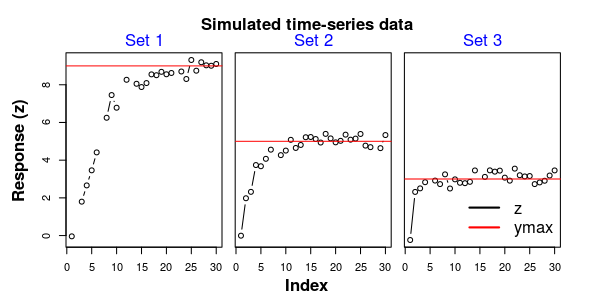 Simulated time-series data
Set 1 Set 2 Set 3
Response (z)
8
6
4
2
0
z
ymax
0 5 10 15 20 25 30 0 5 10 15 20 25 30 0 5 10 15 20 25 30
Index